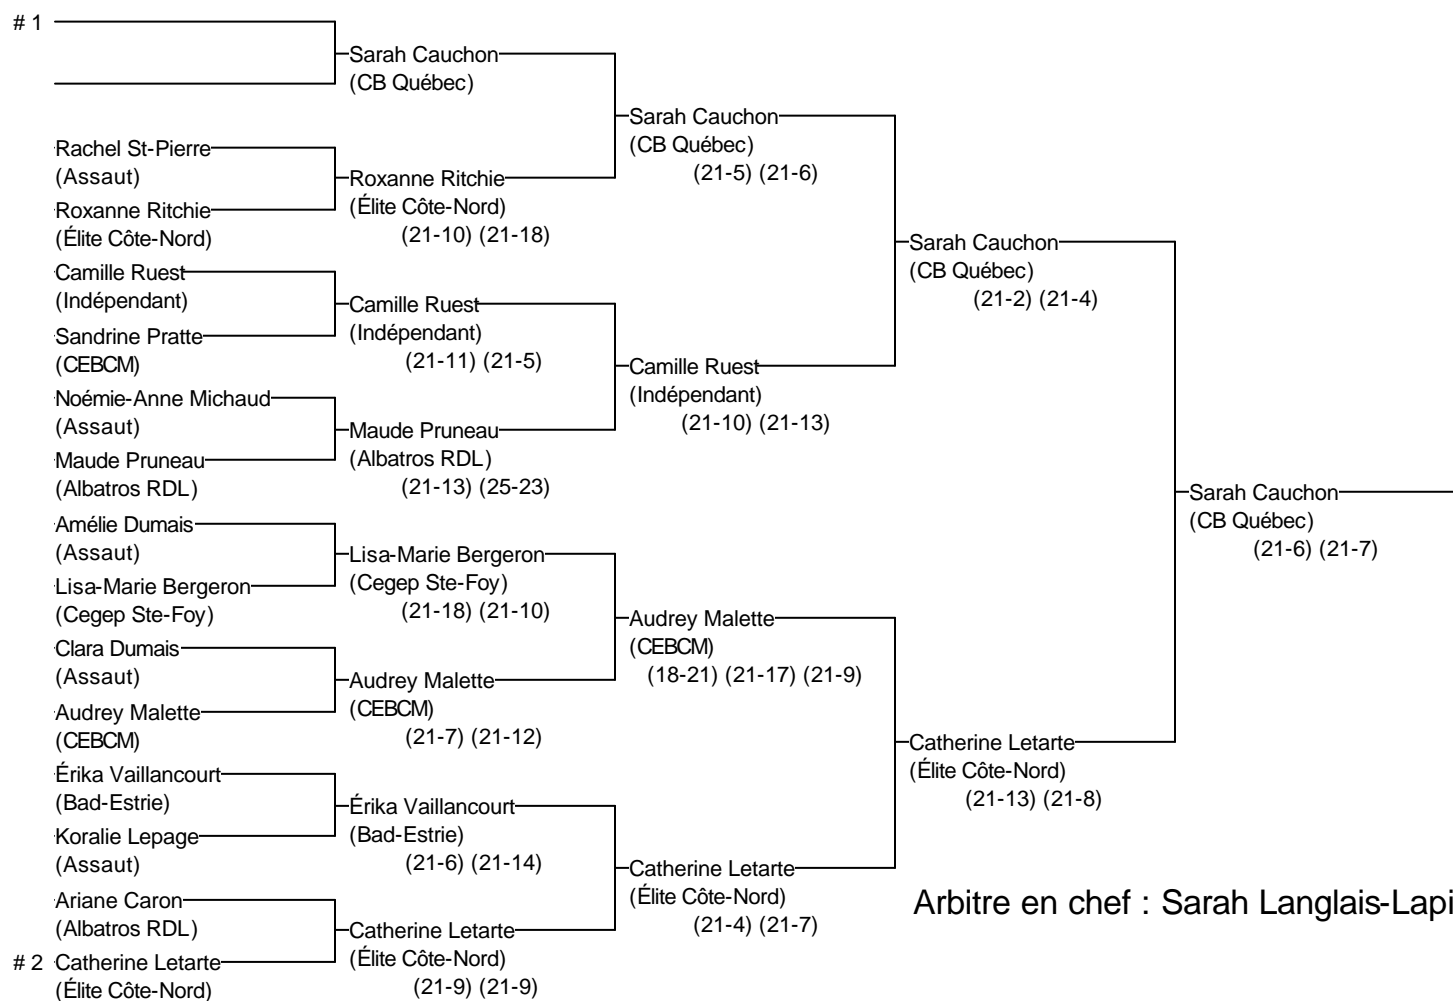 # 1
Sarah Cauchon
(CB Québec)
Sarah Cauchon
(CB Québec)
(21-5) (21-6)
Rachel St-Pierre
(Assaut)
Roxanne Ritchie
(Élite Côte-Nord)
(21-10) (21-18)
Roxanne Ritchie
(Élite Côte-Nord)
Sarah Cauchon
(CB Québec)
(21-2) (21-4)
Camille Ruest
(Indépendant)
Camille Ruest
(Indépendant)
(21-11) (21-5)
Sandrine Pratte
(CEBCM)
Camille Ruest
(Indépendant)
(21-10) (21-13)
Noémie-Anne Michaud
(Assaut)
Maude Pruneau
(Albatros RDL)
(21-13) (25-23)
Maude Pruneau
(Albatros RDL)
Sarah Cauchon
(CB Québec)
(21-6) (21-7)
Amélie Dumais
(Assaut)
Lisa-Marie Bergeron
(Cegep Ste-Foy)
(21-18) (21-10)
Lisa-Marie Bergeron
(Cegep Ste-Foy)
Audrey Malette
(CEBCM)
(18-21) (21-17) (21-9)
Clara Dumais
(Assaut)
Audrey Malette
(CEBCM)
(21-7) (21-12)
Audrey Malette
(CEBCM)
Catherine Letarte
(Élite Côte-Nord)
(21-13) (21-8)
Érika Vaillancourt
(Bad-Estrie)
Érika Vaillancourt
(Bad-Estrie)
(21-6) (21-14)
Koralie Lepage
(Assaut)
Catherine Letarte
(Élite Côte-Nord)
(21-4) (21-7)
Arbitre en chef : Sarah Langlais-Lapi
Ariane Caron
(Albatros RDL)
Catherine Letarte
(Élite Côte-Nord)
(21-9) (21-9)
# 2 Catherine Letarte
(Élite Côte-Nord)